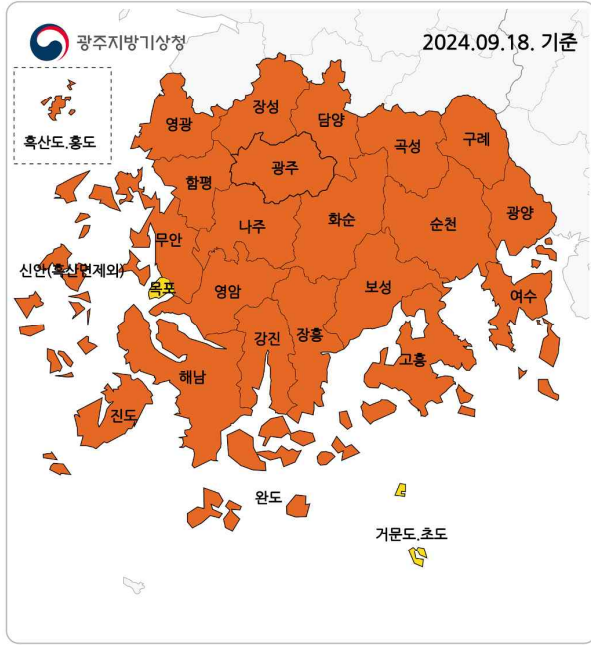 광주지방기상청
2024.09.18. 기준
흑산도.홍도
영광
장성
담양
곡성
구례
함평
광주
나주
화순
순천
광양
무안
신안(흑산면제외)
목포
영암
보성
여수
강진
장흥
해남
고흥
진도
완도
거문도.초도